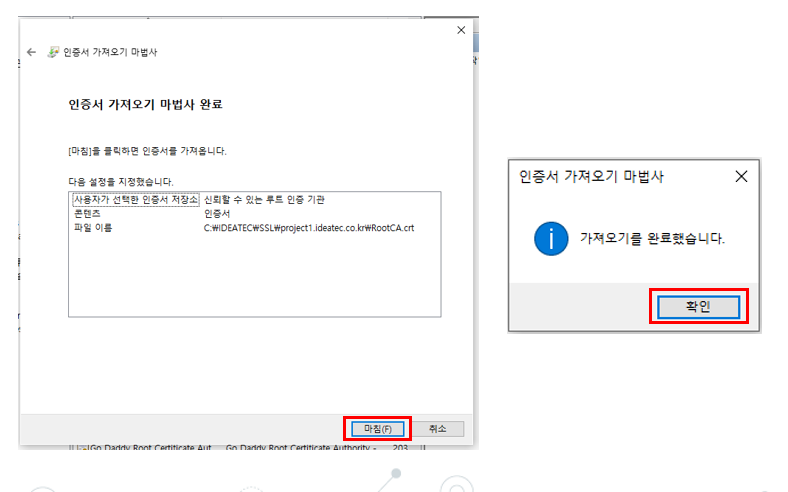 인증서 가져오기 마법사
인증서 가져오기 마법사 완료
[마침]을 클릭하면 인증서를 가져옵니다.
다음 설정을 지정했습니다.
사용자가 선택한 인증서 저장소 신뢰할 수 있는 루트 인증 기관
콘텐츠 인증서
파일 이름 C:₩IDEATEC₩SSL₩project1.ideatec.co.kr₩RootCA.crt
마침(F) 취소
Go Daddy Root Certificate Aut... Go Daddy Root Certificate Authority - 203
인증서 가져오기 마법사
가져오기를 완료했습니다.
확인